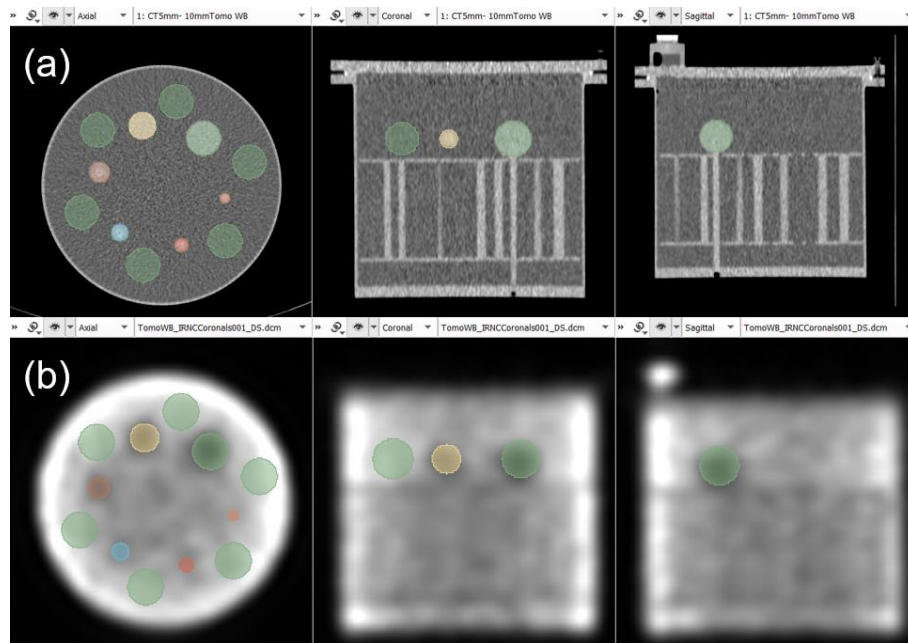 » Axial 1: CT5mm- 10mmTomo WB » Coronal 1: CT5mm- 10mmTomo WB » Sagittal 1: CT5mm- 10mmTomo WB
(a)
» Axial TomoWB_IRNCCoronals001_DS.dcm » Coronal TomoWB_IRNCCoronals001_DS.dcm » Sagittal TomoWB_IRNCCoronals001_DS.dcm
(b)